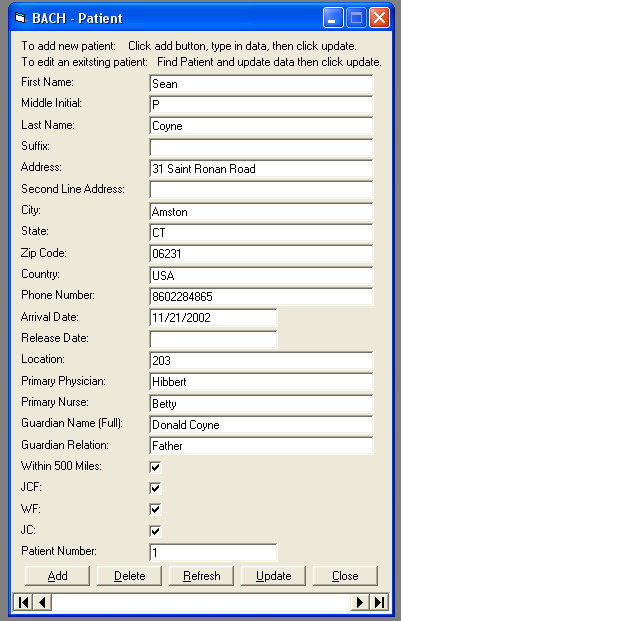 BACH - Patient
To add new patient: Click add button, type in data, then click update.
To edit an exitsting patient: Find Patient and update data then click update.
First Name: Sean
Middle Initial: P
Last Name: Coyne
Suffix:
Address: 31 Saint Ronan Road
Second Line Address:
City: Amston
State: CT
Zip Code: 06231
Country: USA
Phone Number: 8602284865
Arrival Date: 11/21/2002
Release Date:
Location: 203
Primary Physician: Hibbert
Primary Nurse: Betty
Guardian Name (Full): Donald Coyne
Guardian Relation: Father
Within 500 Miles:
JCF:
WF:
JC:
Patient Number: 1
Add Delete Refresh Update Close